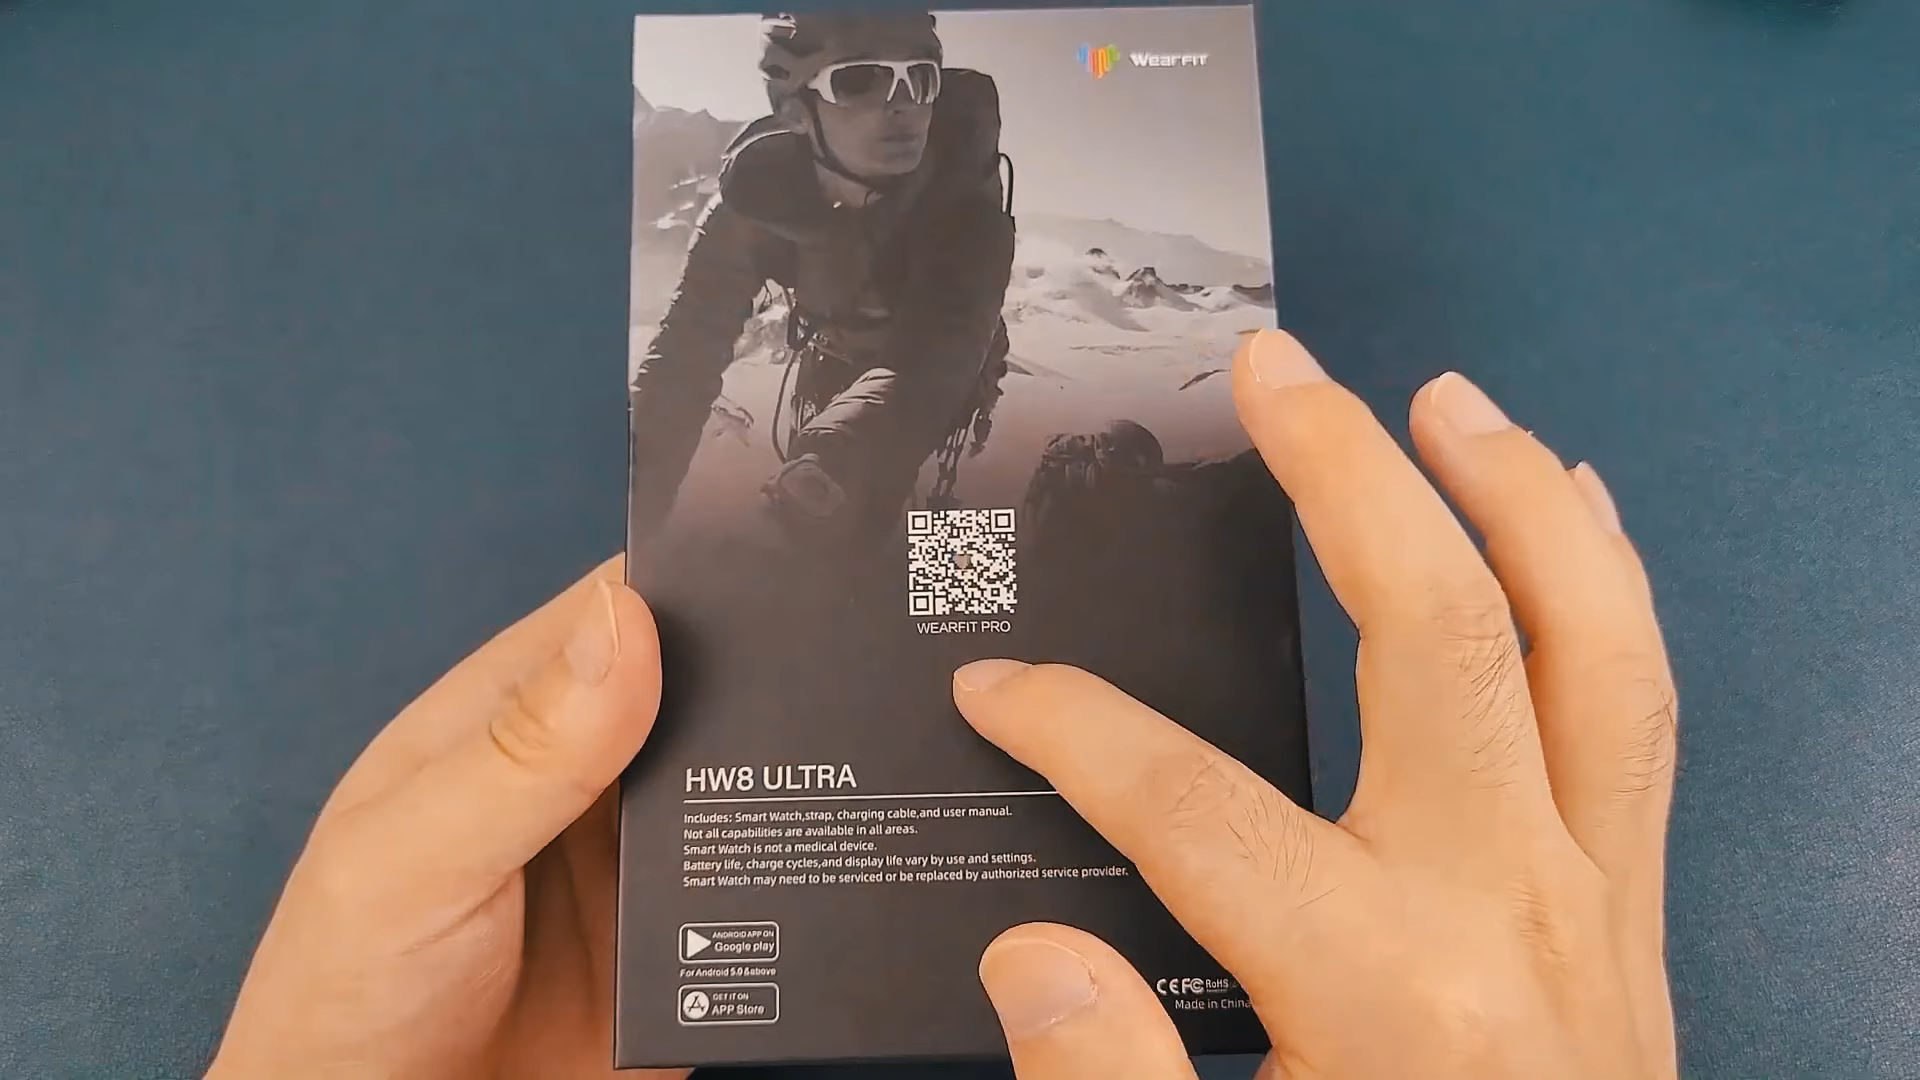 WearFIT
WEARFIT PRO
HW8 ULTRA
Includes: Smart Watch,strap, charging cable,and user manual.
Not all capabilities are available in all areas.
Smart Watch is not a medical device.
Battery life, charge cycles,and display life vary by use and settings.
Smart Watch may need to be serviced or be replaced by authorized service provider.
ANDROID APP ON
Google play
For Android 5.0 &above
GET IT ON
APP Store
CE FC RoHS
Made in China